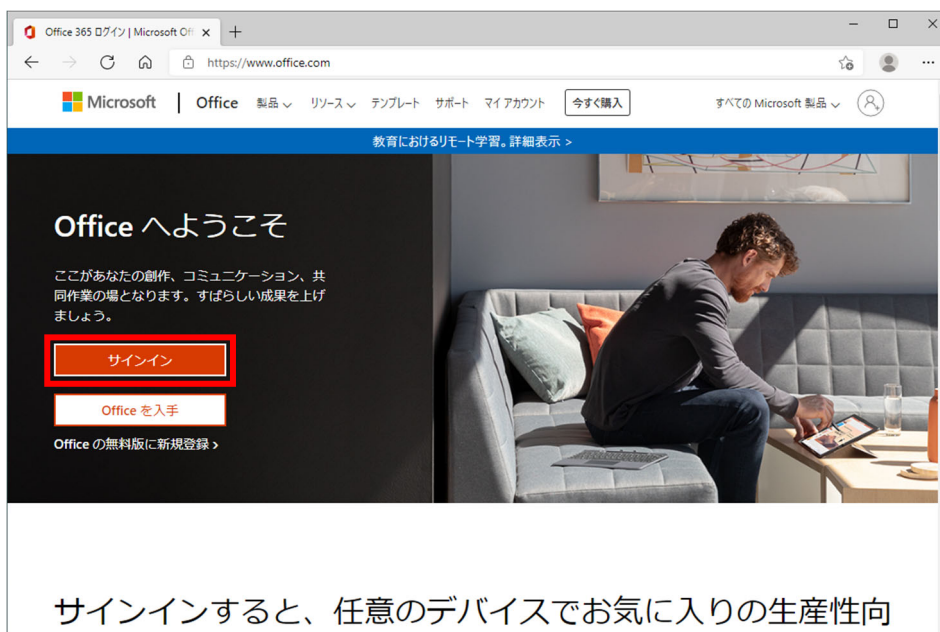 Office 365 ログイン | Microsoft Off
https://www.office.com
Microsoft | Office 製品 リソース テンプレート サポート マイ アカウント 今すぐ購入 すべての Microsoft 製品
教育におけるリモート学習。詳細表示 >
Office へようこそ
ここがあなたの創作、コミュニケーション、共
同作業の場となります。すばらしい成果を上げ
ましょう。
サインイン
Office を入手
Office の無料版に新規登録 >
サインインすると、任意のデバイスでお気に入りの生産性向